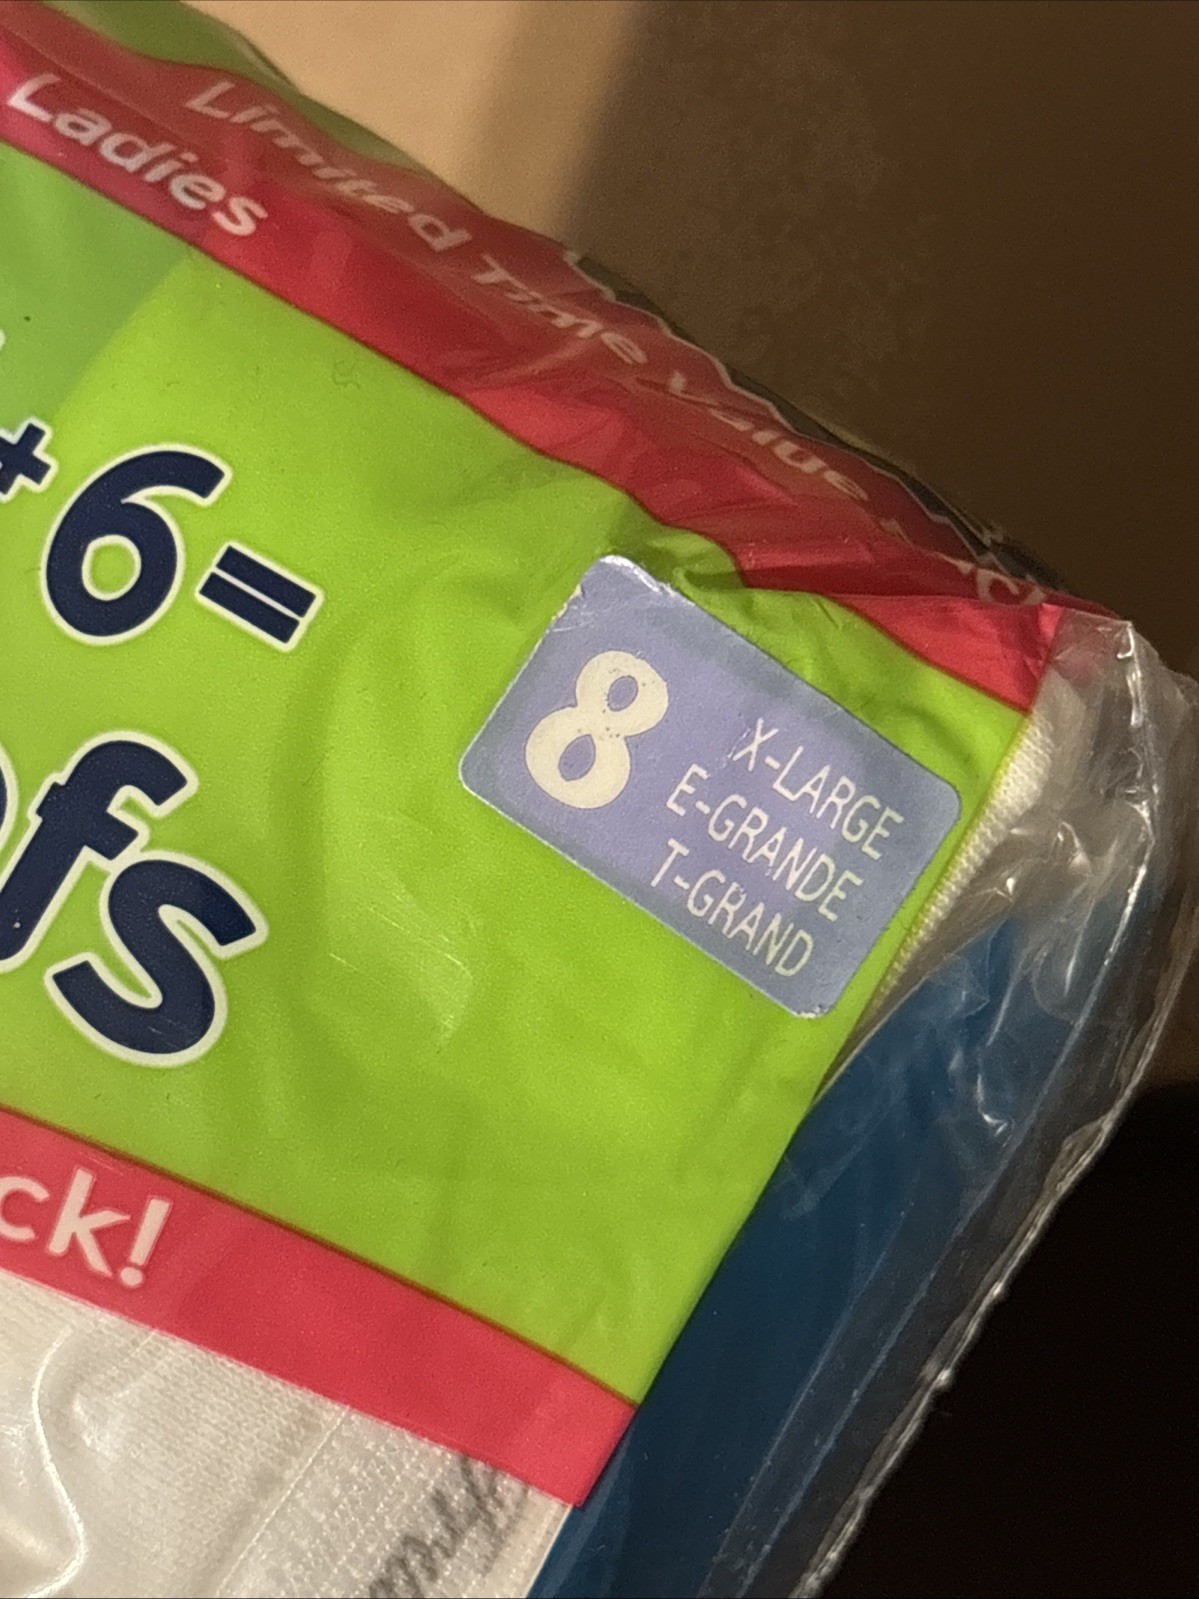 Limited Time Value
Ladies
+6=
fs
8
X-LARGE
E-GRANDE
T-GRAND
ck!